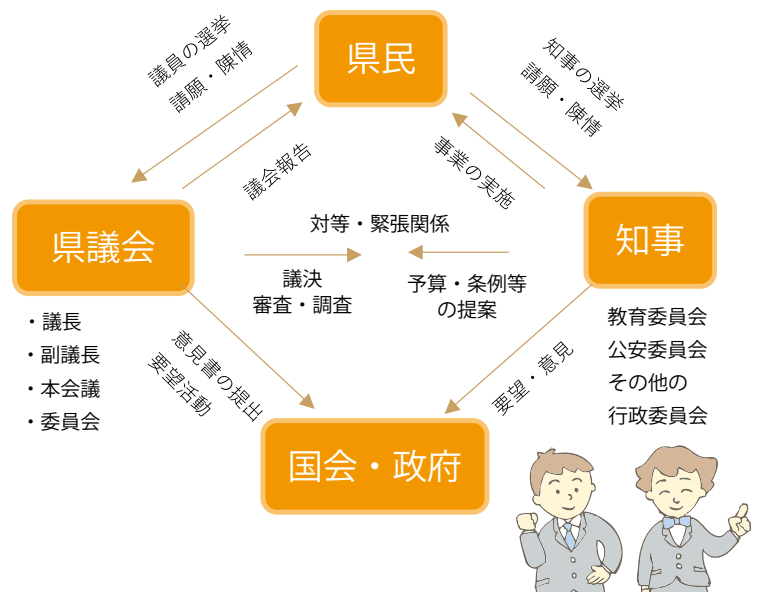 県民
議員の選挙
請願・陳情
議会報告
知事の選挙
請願・陳情
事業の実施
県議会
対等・緊張関係
知事
議決
審査・調査
予算・条例等
の提案
・議長
・副議長
・本会議
・委員会
意見書の提出
要望活動
要望・意見
教育委員会
公安委員会
その他の
行政委員会
国会・政府